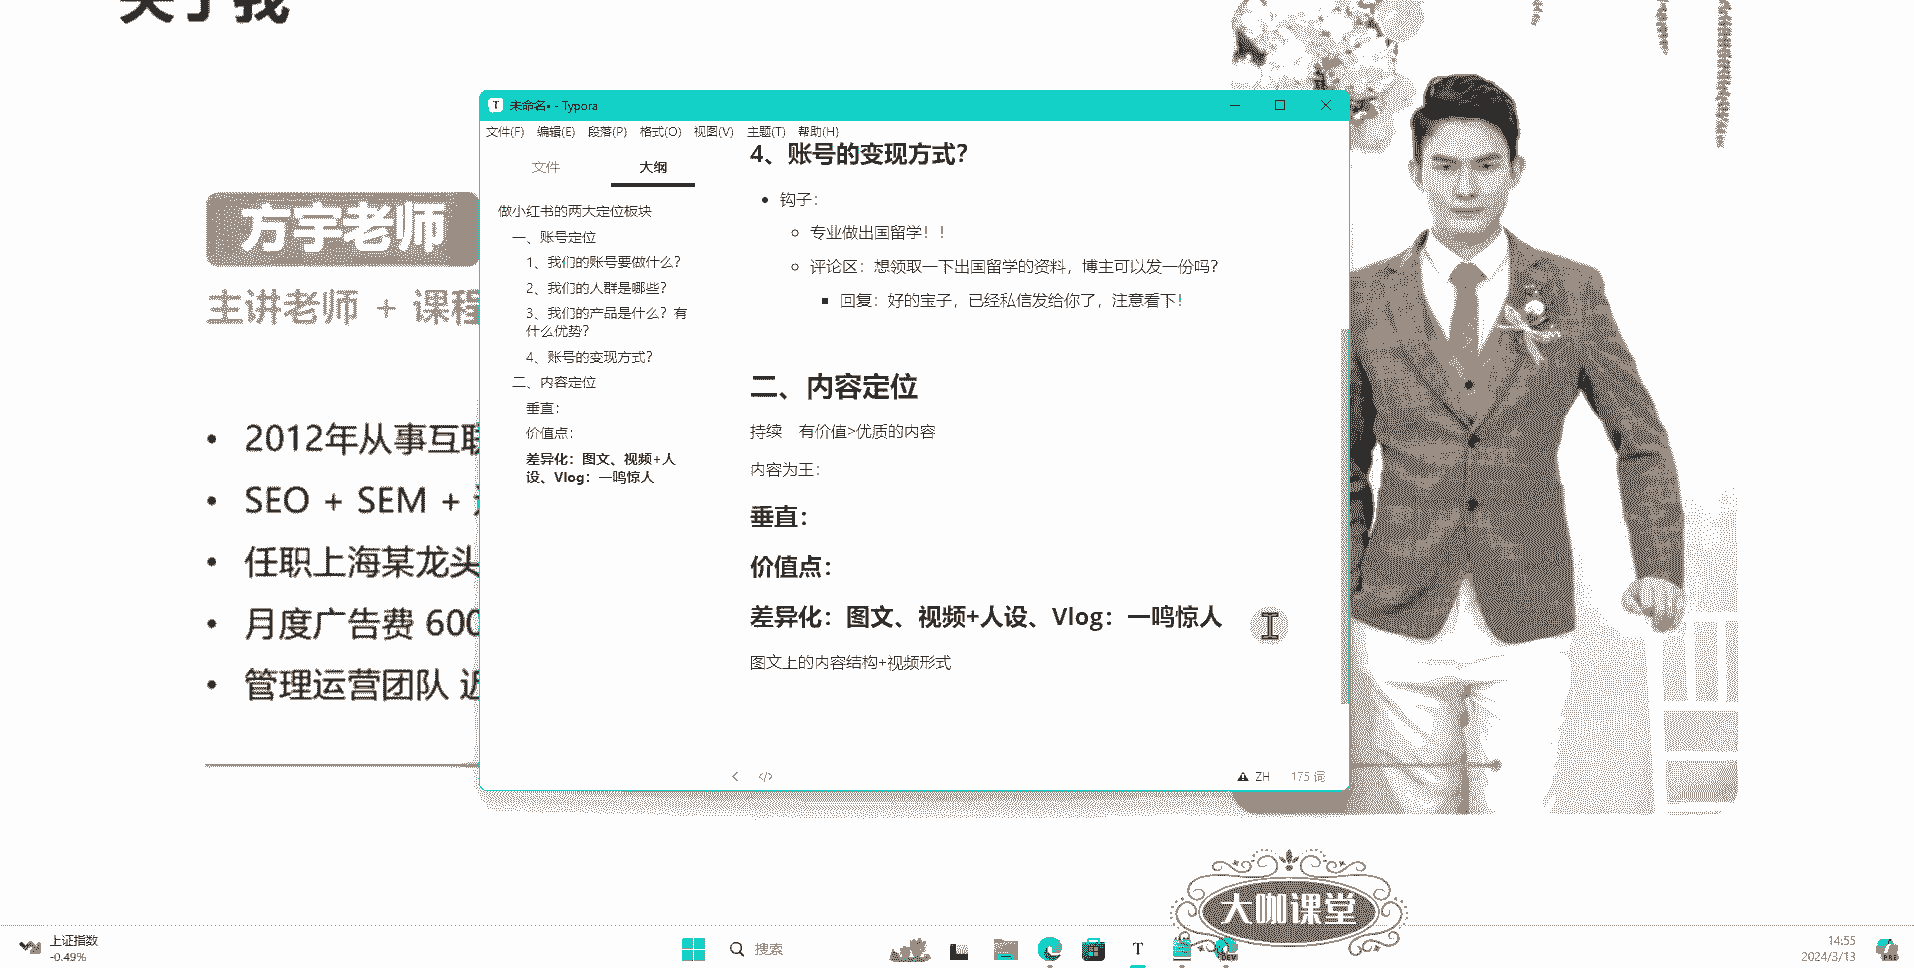 关于我
方宇老师
主讲老师 + 课程
• 2012年从事互联
• SEO + SEM +
• 任职上海某龙头
• 月度广告费 600
• 管理运营团队 近
未命名• - Typora
文件(F) 编辑(E) 段落(P) 格式(O) 视图(V) 主题(T) 帮助(H)
文件 大纲
做小红书的两大定位板块
一、账号定位
1、我们的账号要做什么?
2、我们的人群是哪些?
3、我们的产品是什么?有
什么优势?
4、账号的变现方式?
二、内容定位
垂直:
价值点:
差异化:图文、视频+人
设、Vlog:一鸣惊人
4、账号的变现方式?
• 钩子:
专业做出国留学!!
评论区:想领取一下出国留学的资料,博主可以发一份吗?
回复:好的宝子,已经私信发给你了,注意看下!
二、内容定位
持续 有价值>优质的内容
内容为王:
垂直:
价值点:
差异化:图文、视频+人设、Vlog:一鸣惊人
图文上的内容结构+视频形式
ZH 175 词
大咖课堂
上证指数
-0.49%
搜索
14:55
2024/3/13